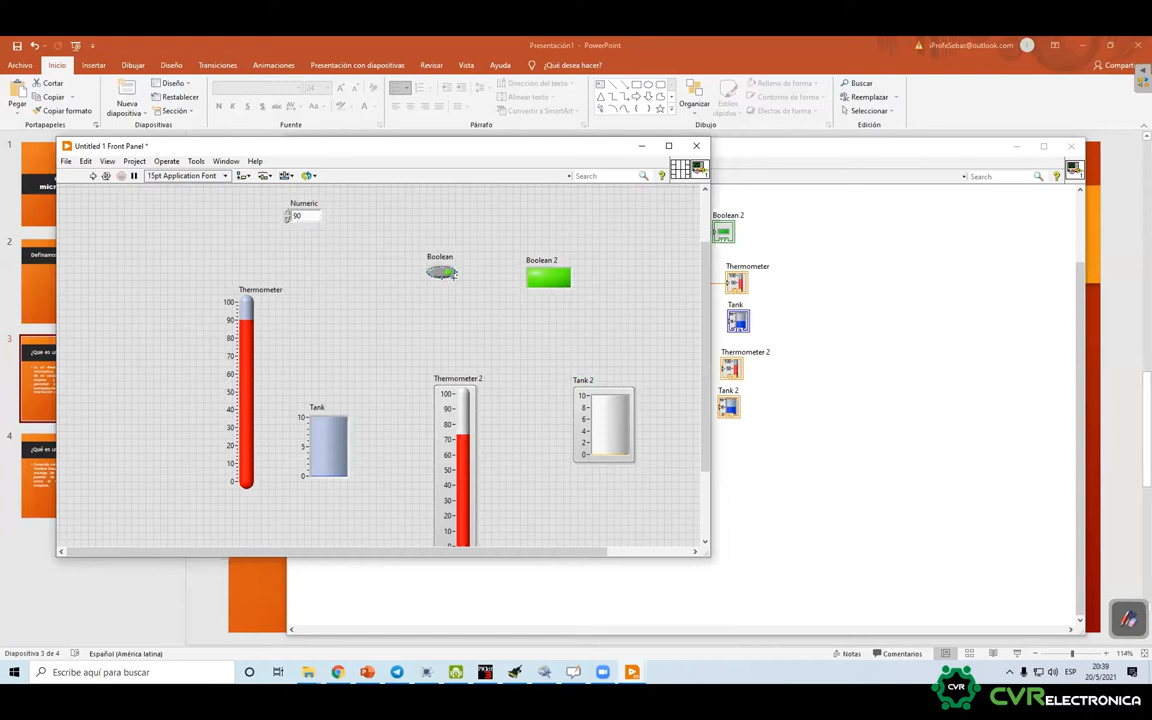 Presentación1 - PowerPoint
iProfeSebas@outlook.com
Archivo Inicio Insertar Dibujar Diseño Transiciones Animaciones Presentación con diapositivas Revisar Vista Ayuda ¿Qué desea hacer?
Pegar
Cortar
Copiar
Copiar formato
Portapapeles
Nueva
diapositiva
Diseño
Restablecer
Sección
Diapositivas
24
Fuente
Dirección del texto
Alinear texto
Convertir a SmartArt
Párrafo
Organizar
Estilos
rápidos
Relleno de forma
Contorno de forma
Efectos de forma
Dibujo
Buscar
Reemplazar
Seleccionar
Edición
1
2
3
4
Untitled 1 Front Panel *
File Edit View Project Operate Tools Window Help
15pt Application Font
Search
Search
Numeric
90
Boolean
Boolean 2
Thermometer
100
90
80
70
60
50
40
30
20
10
0
Tank
10
5
0
Thermometer 2
100
90
80
70
60
50
40
30
20
10
Tank 2
10
8
6
4
2
0
Boolean 2
Thermometer
Tank
Thermometer 2
Tank 2
Diapositiva 3 de 4
Español (América latina)
Notas
Comentarios
114%
Escribe aquí para buscar
ESP
20:39
20/5/2021
CVR
CVRELECTRONICA